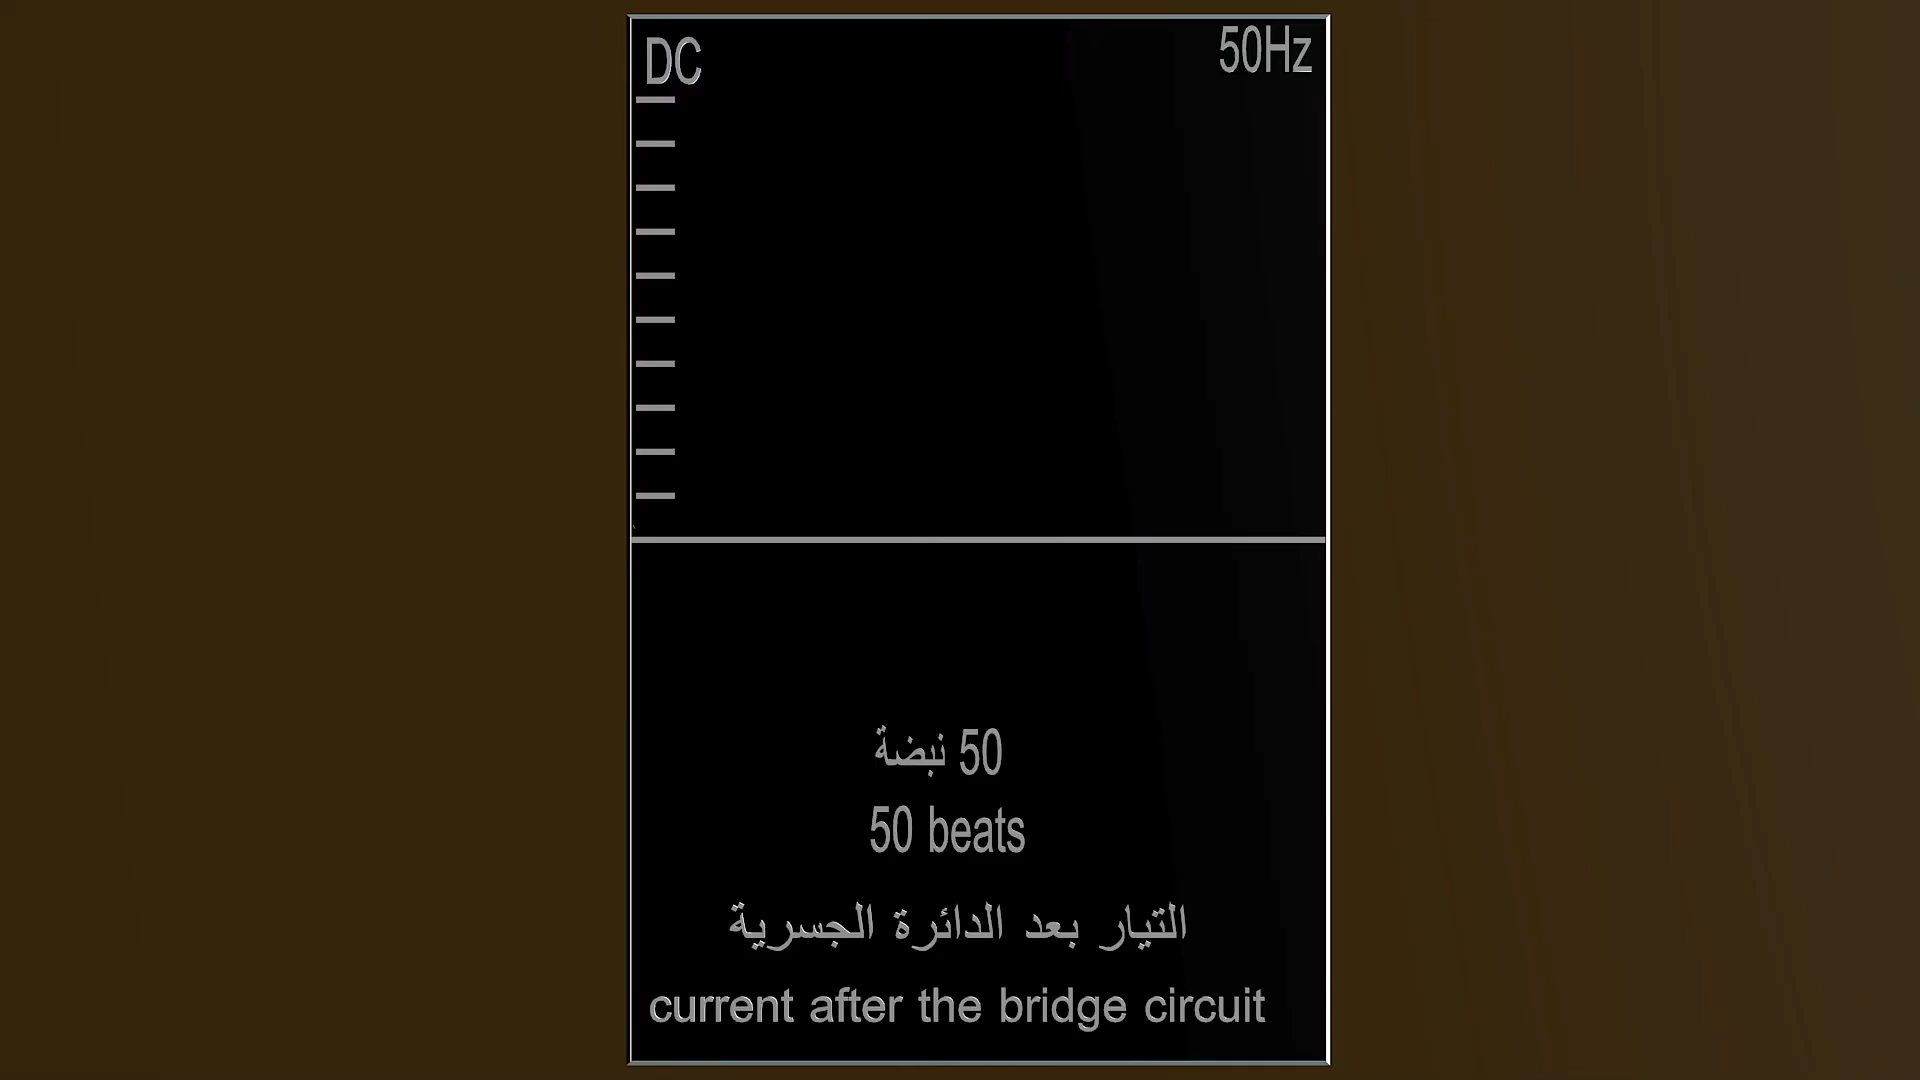 DC
50Hz
50 نبضة
50 beats
التيار بعد الدائرة الجسرية
current after the bridge circuit